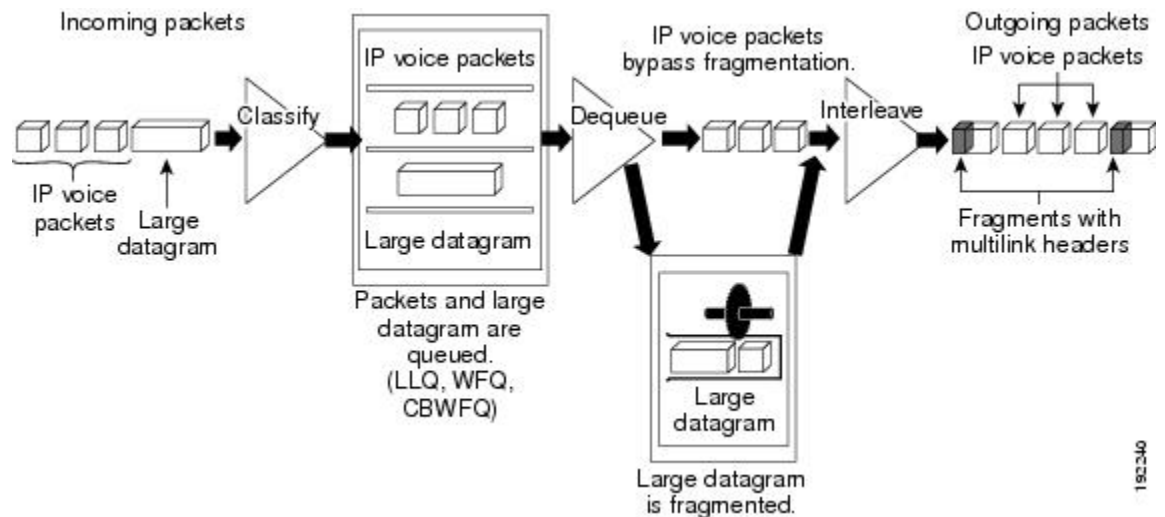 Incoming packets
IP voice packets
bypass fragmentation.
Outgoing packets
IP voice packets
IP voice packets
Classify
Dequeue
Interleave
IP voice
packets
Large
datagram
Large datagram
Fragments with
multilink headers
Packets and large
datagram are
queued.
(LLQ, WFQ,
CBWFQ)
Large
datagram
Large datagram
is fragmented.
192240